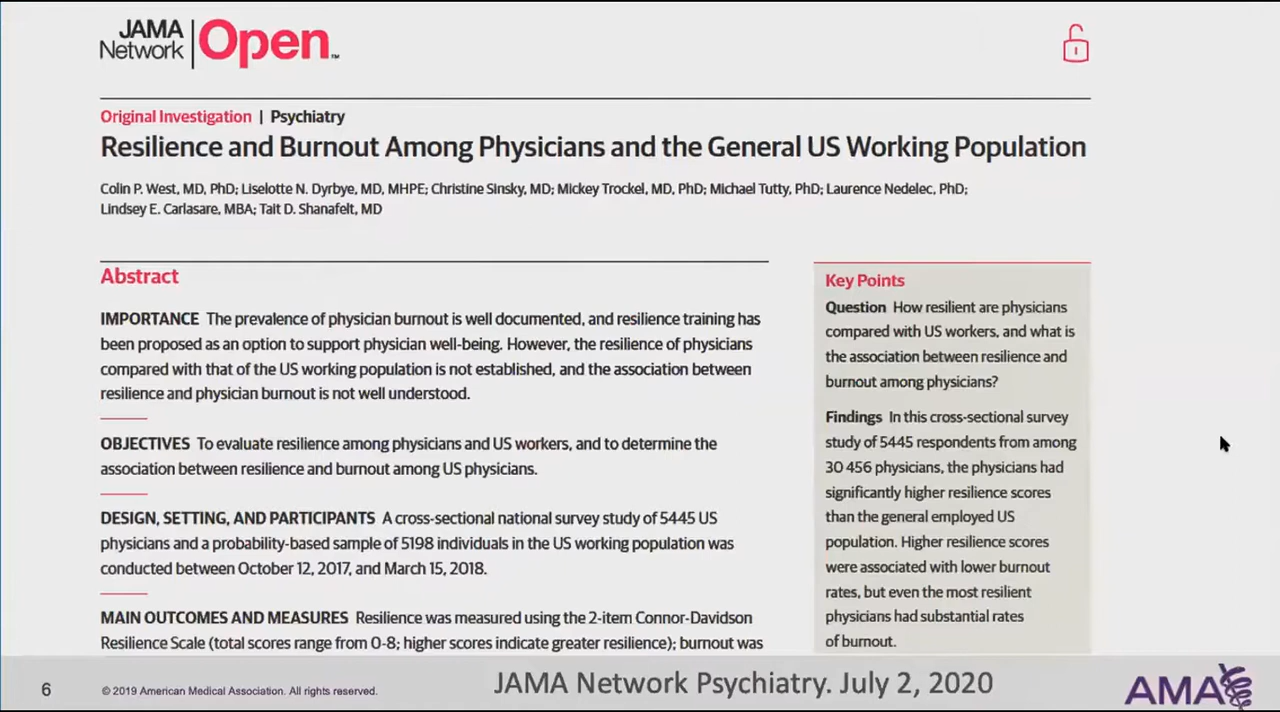 JAMA
Network
Open™
Original Investigation | Psychiatry
Resilience and Burnout Among Physicians and the General US Working Population
Colin P. West, MD, PhD; Liselotte N. Dyrbye, MD, MHPE; Christine Sinsky, MD; Mickey Trockel, MD, PhD; Michael Tutty, PhD; Laurence Nedelec, PhD;
Lindsey E. Carlasare, MBA; Tait D. Shanafelt, MD
Abstract
IMPORTANCE The prevalence of physician burnout is well documented, and resilience training has
been proposed as an option to support physician well-being. However, the resilience of physicians
compared with that of the US working population is not established, and the association between
resilience and physician burnout is not well understood.
OBJECTIVES To evaluate resilience among physicians and US workers, and to determine the
association between resilience and burnout among US physicians.
DESIGN, SETTING, AND PARTICIPANTS A cross-sectional national survey study of 5445 US
physicians and a probability-based sample of 5198 individuals in the US working population was
conducted between October 12, 2017, and March 15, 2018.
MAIN OUTCOMES AND MEASURES Resilience was measured using the 2-item Connor-Davidson
Resilience Scale (total scores range from 0-8; higher scores indicate greater resilience); burnout was
Key Points
Question How resilient are physicians
compared with US workers, and what is
the association between resilience and
burnout among physicians?
Findings In this cross-sectional survey
study of 5445 respondents from among
30 456 physicians, the physicians had
significantly higher resilience scores
than the general employed US
population. Higher resilience scores
were associated with lower burnout
rates, but even the most resilient
physicians had substantial rates
of burnout.
6
© 2019 American Medical Association. All rights reserved.
JAMA Network Psychiatry. July 2, 2020
AMA